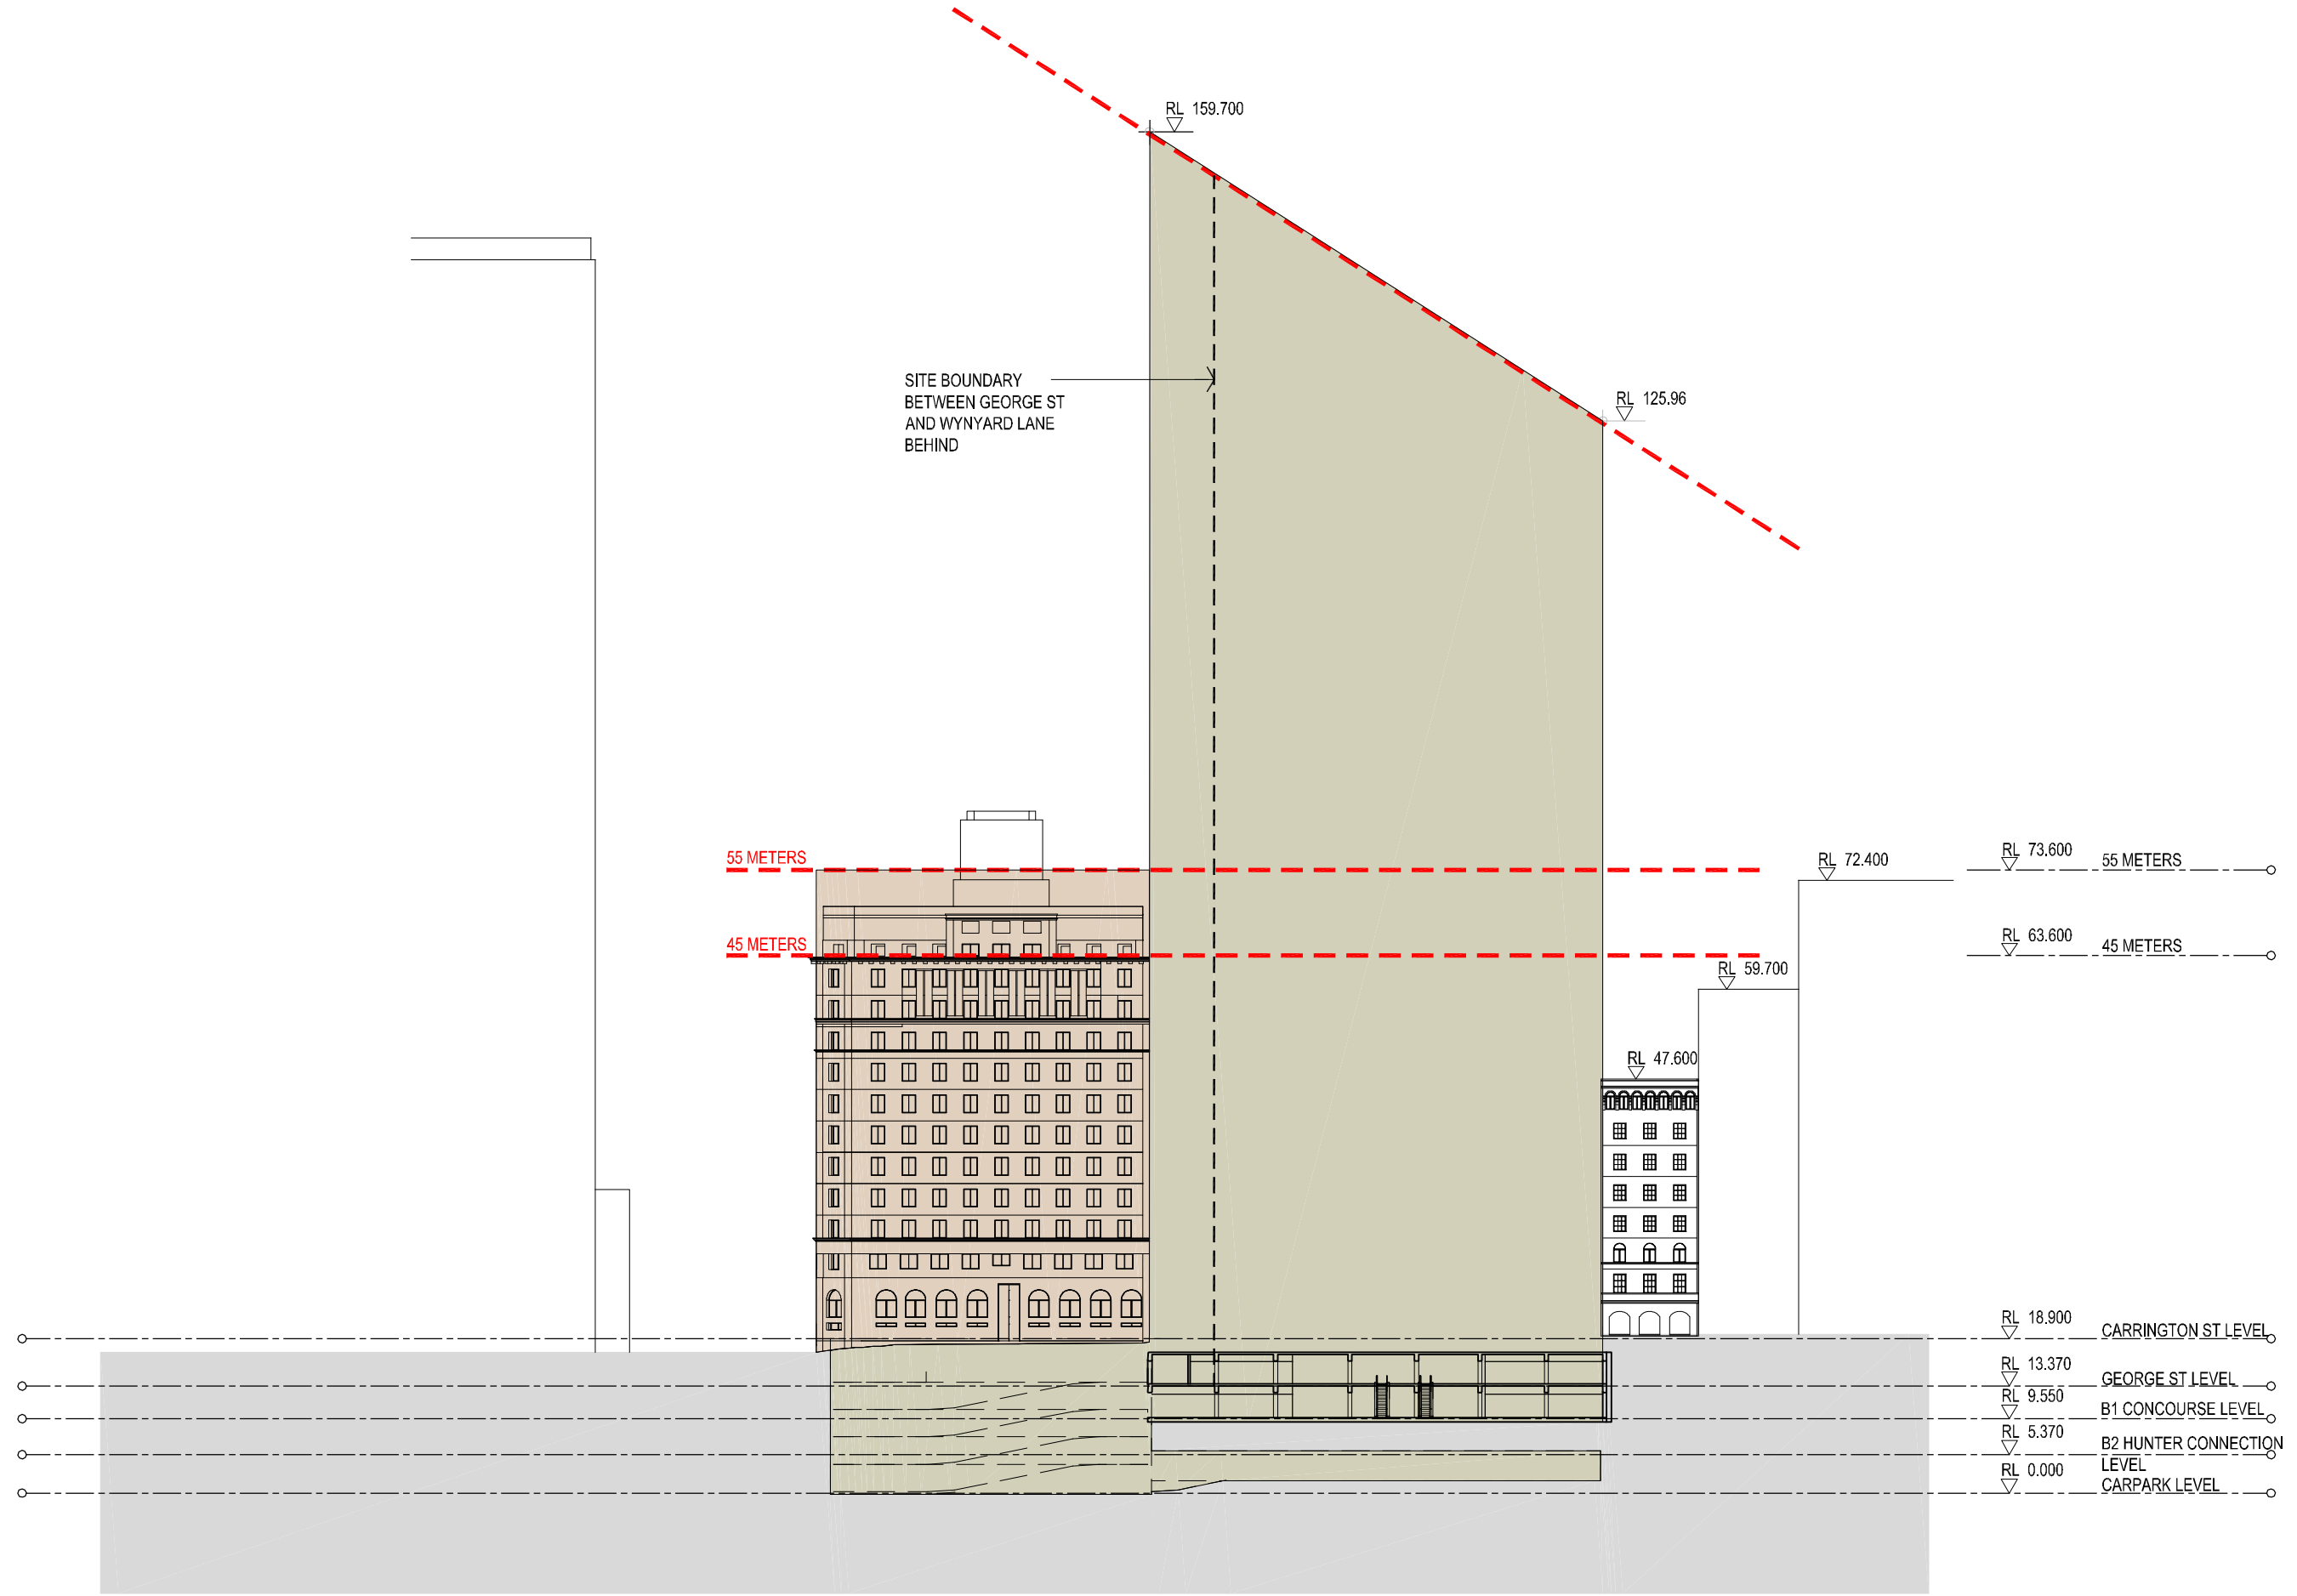 RL 159.700
SITE BOUNDARY
BETWEEN GEORGE ST
AND WYNYARD LANE
BEHIND
RL 125.96
55 METERS
RL 72.400
RL 73.600
55 METERS
45 METERS
RL 59.700
RL 63.600
45 METERS
RL 47.600
RL 18.900
CARRINGTON ST LEVEL
RL 13.370
GEORGE ST LEVEL
RL 9.550
B1 CONCOURSE LEVEL
RL 5.370
B2 HUNTER CONNECTION
LEVEL
RL 0.000
CARPARK LEVEL